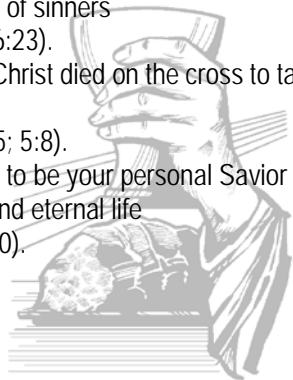 of sinners
6:23).
Christ died on the cross to ta
5; 5:8).
to be your personal Savior
nd eternal life
0).